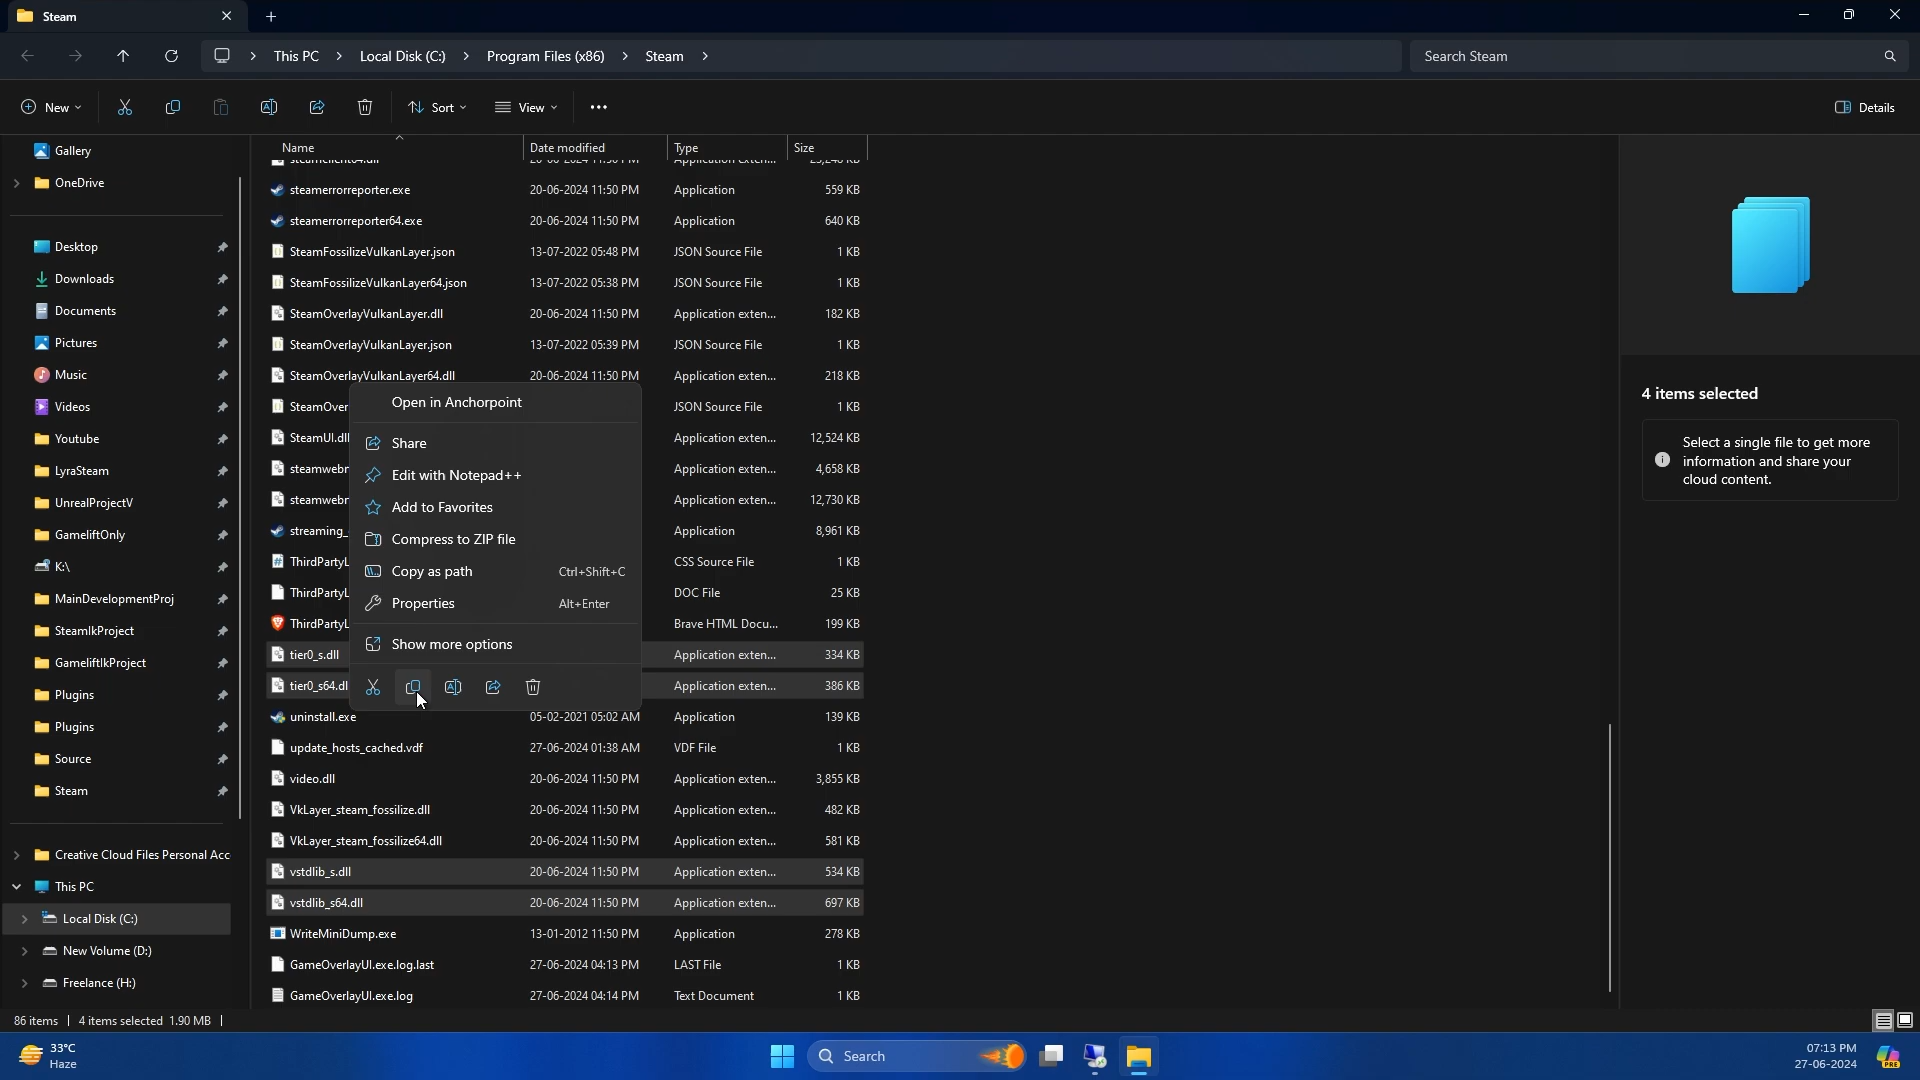 Steam
This PC
Local Disk (C:)
Program Files (x86)
Steam
Search Steam
New
Sort
View
Details
Gallery
OneDrive
Desktop
Downloads
Documents
Pictures
Music
Videos
Youtube
LyraSteam
UnrealProjectV
GameliftOnly
K:\
MainDevelopmentProj
SteamIkProject
GameliftIkProject
Plugins
Plugins
Source
Steam
Creative Cloud Files Personal Acc
This PC
Local Disk (C:)
New Volume (D:)
Freelance (H:)
Name Date modified Type Size
steamerrorreporter.exe 20-06-2024 11:50 PM Application 559 KB
steamerrorreporter64.exe 20-06-2024 11:50 PM Application 640 KB
SteamFossilizeVulkanLayer.json 13-07-2022 05:48 PM JSON Source File 1 KB
SteamFossilizeVulkanLayer64.json 13-07-2022 05:38 PM JSON Source File 1 KB
SteamOverlayVulkanLayer.dll 20-06-2024 11:50 PM Application exten... 182 KB
SteamOverlayVulkanLayer.json 13-07-2022 05:39 PM JSON Source File 1 KB
SteamOverlayVulkanLayer64.dll 20-06-2024 11:50 PM Application exten... 218 KB
SteamOver JSON Source File 1 KB
SteamUI.dll Application exten... 12,524 KB
steamwebr Application exten... 4,658 KB
steamwebr Application exten... 12,730 KB
streaming_ Application 8,961 KB
ThirdPartyL CSS Source File 1 KB
ThirdPartyL DOC File 25 KB
ThirdPartyL Brave HTML Docu... 199 KB
tier0_s.dll Application exten... 334 KB
tier0_s64.dll Application exten... 386 KB
uninstall.exe 05-02-2021 05:02 AM Application 139 KB
update_hosts_cached.vdf 27-06-2024 01:38 AM VDF File 1 KB
video.dll 20-06-2024 11:50 PM Application exten... 3,855 KB
VkLayer_steam_fossilize.dll 20-06-2024 11:50 PM Application exten... 482 KB
VkLayer_steam_fossilize64.dll 20-06-2024 11:50 PM Application exten... 581 KB
vstdlib_s.dll 20-06-2024 11:50 PM Application exten... 534 KB
vstdlib_s64.dll 20-06-2024 11:50 PM Application exten... 697 KB
WriteMiniDump.exe 13-01-2012 11:50 PM Application 278 KB
GameOverlayUI.exe.log.last 27-06-2024 04:13 PM LAST File 1 KB
GameOverlayUI.exe.log 27-06-2024 04:14 PM Text Document 1 KB
Open in Anchorpoint
Share
Edit with Notepad++
Add to Favorites
Compress to ZIP file
Copy as path Ctrl+Shift+C
Properties Alt+Enter
Show more options
4 items selected
Select a single file to get more
information and share your
cloud content.
86 items
4 items selected 1.90 MB
33°C
Haze
Search
07:13 PM
27-06-2024
PRE